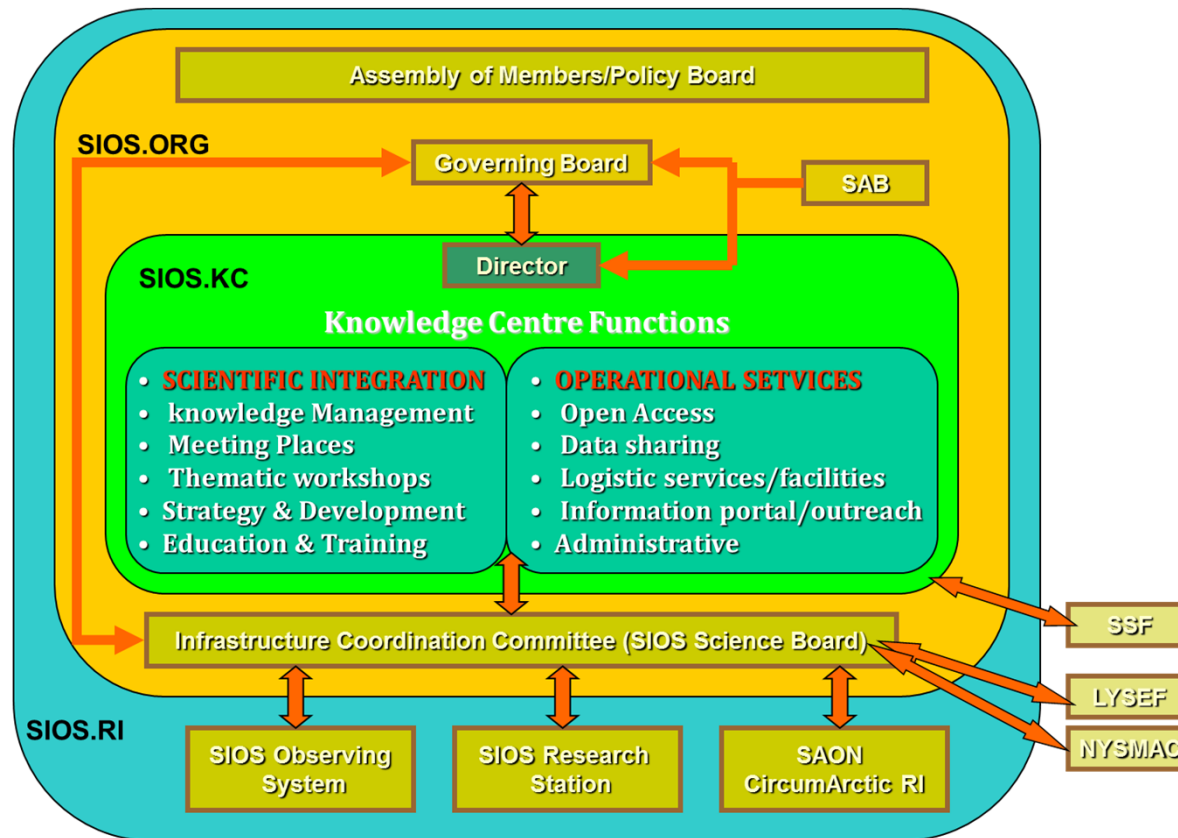 Assembly of Members/Policy Board
SIOS.ORG
Governing Board
SAB
SIOS.KC
Director
Knowledge Centre Functions
• SCIENTIFIC INTEGRATION
• knowledge Management
• Meeting Places
• Thematic workshops
• Strategy & Development
• Education & Training
• OPERATIONAL SETVICES
• Open Access
• Data sharing
• Logistic services/facilities
• Information portal/outreach
• Administrative
Infrastructure Coordination Committee (SIOS Science Board)
SSF
LYSEF
NYSMAC
SIOS.RI
SIOS Observing
System
SIOS Research
Station
SAON
CircumArctic RI